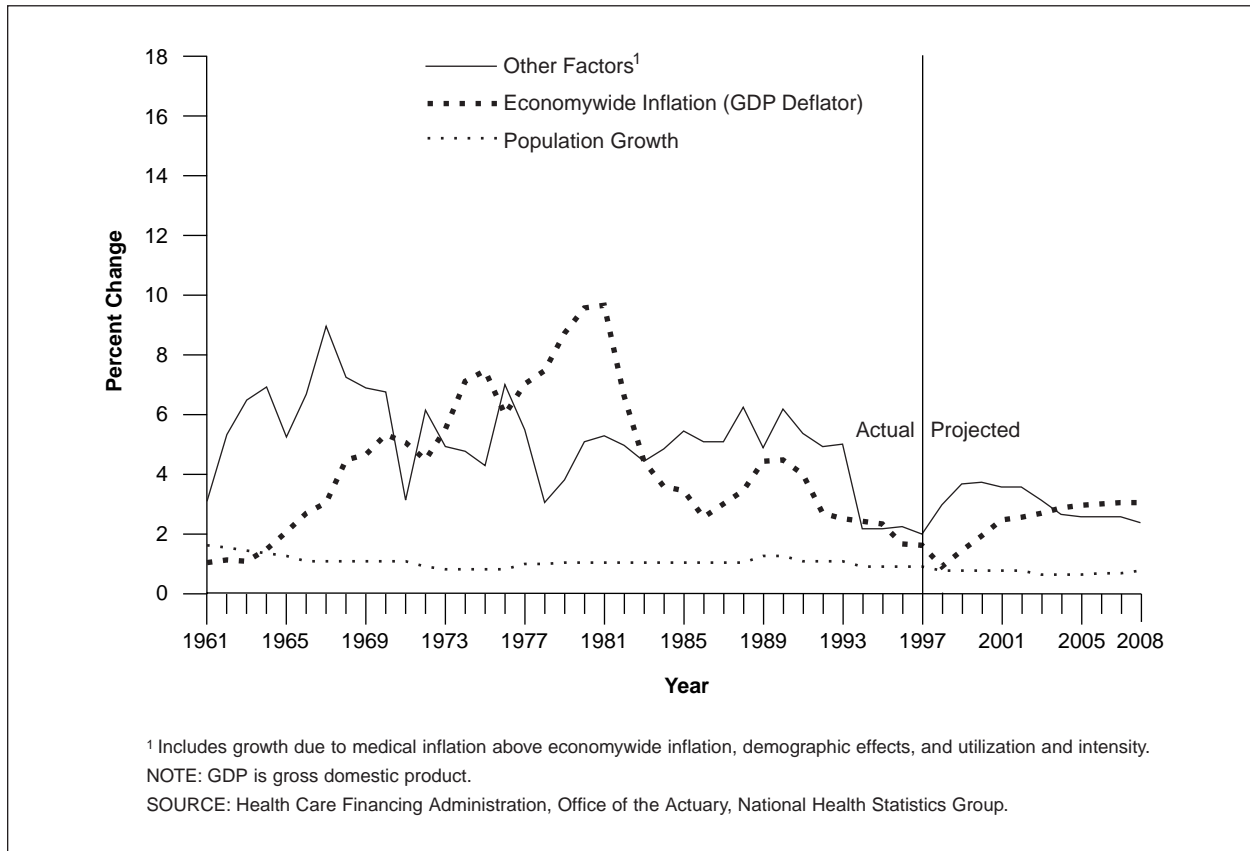 18
16
14
12
10
8
6
4
2
0
Percent Change
Other Factors1
Economywide Inflation (GDP Deflator)
Population Growth
Actual Projected
1961 1965 1969 1973 1977 1981 1985 1989 1993 1997 2001 2005 2008
Year
1 Includes growth due to medical inflation above economywide inflation, demographic effects, and utilization and intensity.
NOTE: GDP is gross domestic product.
SOURCE: Health Care Financing Administration, Office of the Actuary, National Health Statistics Group.